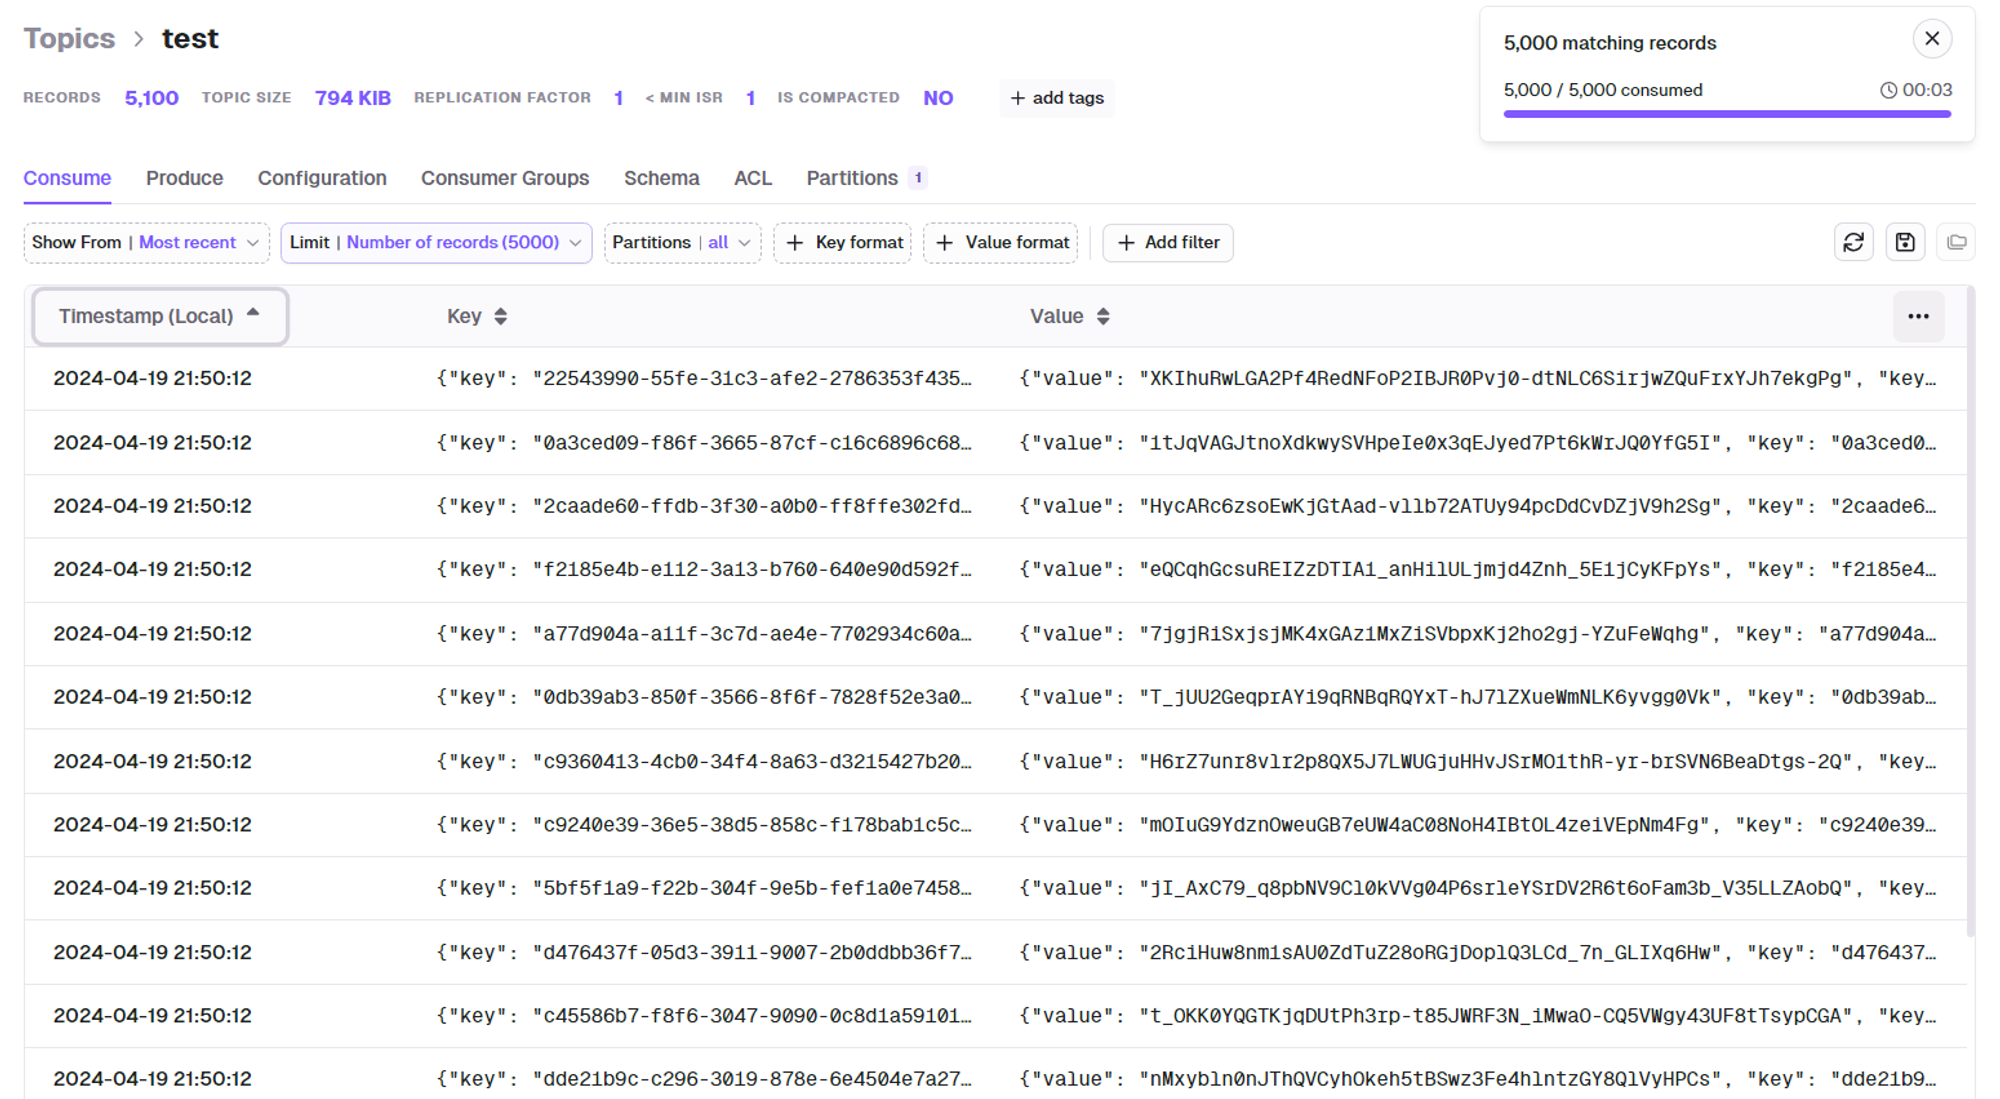 Topics > test
5,000 matching records
5,000 / 5,000 consumed 00:03
RECORDS 5,100 TOPIC SIZE 794 KIB REPLICATION FACTOR 1 < MIN ISR 1 IS COMPACTED NO + add tags
Consume Produce Configuration Consumer Groups Schema ACL Partitions 1
Show From | Most recent Limit | Number of records (5000) Partitions | all + Key format + Value format + Add filter
Timestamp (Local) Key Value ...
2024-04-19 21:50:12 {"key": "22543990-55fe-31c3-afe2-2786353f435… {"value": "XKIhuRwLGA2Pf4RedNFoP2IBJR0Pvj0-dtNLC6SirjwZQuFrxYJh7ekgPg", "key…
2024-04-19 21:50:12 {"key": "0a3ced09-f86f-3665-87cf-c16c6896c68… {"value": "itJqVAGJtnoXdkwySVHpeIe0x3qEJyed7Pt6kWrJQ0YfG5I", "key": "0a3ced0…
2024-04-19 21:50:12 {"key": "2caade60-ffdb-3f30-a0b0-ff8ffe302fd… {"value": "HycARc6zsoEwKjGtAad-vllb72ATUy94pcDdCvDZjV9h2Sg", "key": "2caade6…
2024-04-19 21:50:12 {"key": "f2185e4b-e112-3a13-b760-640e90d592f… {"value": "eQCqhGcsuREIZzDTIAi_anHilULjmjd4Znh_5EijCyKFpYs", "key": "f2185e4…
2024-04-19 21:50:12 {"key": "a77d904a-a11f-3c7d-ae4e-7702934c60a… {"value": "7jgjRiSxjsjMK4xGAziMxZiSVbpxKj2ho2gj-YZuFeWqhg", "key": "a77d904a…
2024-04-19 21:50:12 {"key": "0db39ab3-850f-3566-8f6f-7828f52e3a0… {"value": "T_jUU2GeqprAYi9qRNBqRQYxT-hJ7lZXueWmNLK6yvgg0Vk", "key": "0db39ab…
2024-04-19 21:50:12 {"key": "c9360413-4cb0-34f4-8a63-d3215427b20… {"value": "H6rZ7unr8vlr2p8QX5J7LWUGjuHHvJSrMOithR-yr-brSVN6BeaDtgs-2Q", "key…
2024-04-19 21:50:12 {"key": "c9240e39-36e5-38d5-858c-f178bab1c5c… {"value": "mOIuG9YdznOweuGB7eUW4aC08NoH4IBtOL4zeiVEpNm4Fg", "key": "c9240e39…
2024-04-19 21:50:12 {"key": "5bf5f1a9-f22b-304f-9e5b-fef1a0e7458… {"value": "jI_AxC79_q8pbNV9Cl0kVVg04P6srleYSrDV2R6t6oFam3b_V35LLZAobQ", "key…
2024-04-19 21:50:12 {"key": "d476437f-05d3-3911-9007-2b0ddbb36f7… {"value": "2RciHuw8nmisAU0ZdTuZ28oRGjDoplQ3LCd_7n_GLIXq6Hw", "key": "d476437…
2024-04-19 21:50:12 {"key": "c45586b7-f8f6-3047-9090-0c8d1a59101… {"value": "t_OKK0YQGTKjqDUtPh3rp-t85JWRF3N_iMwaO-CQ5VWgy43UF8tTsypCGA", "key…
2024-04-19 21:50:12 {"key": "dde21b9c-c296-3019-878e-6e4504e7a27… {"value": "nMxybln0nJThQVCyhOkeh5tBSwz3Fe4hlntzGY8QlVyHPCs", "key": "dde21b9…